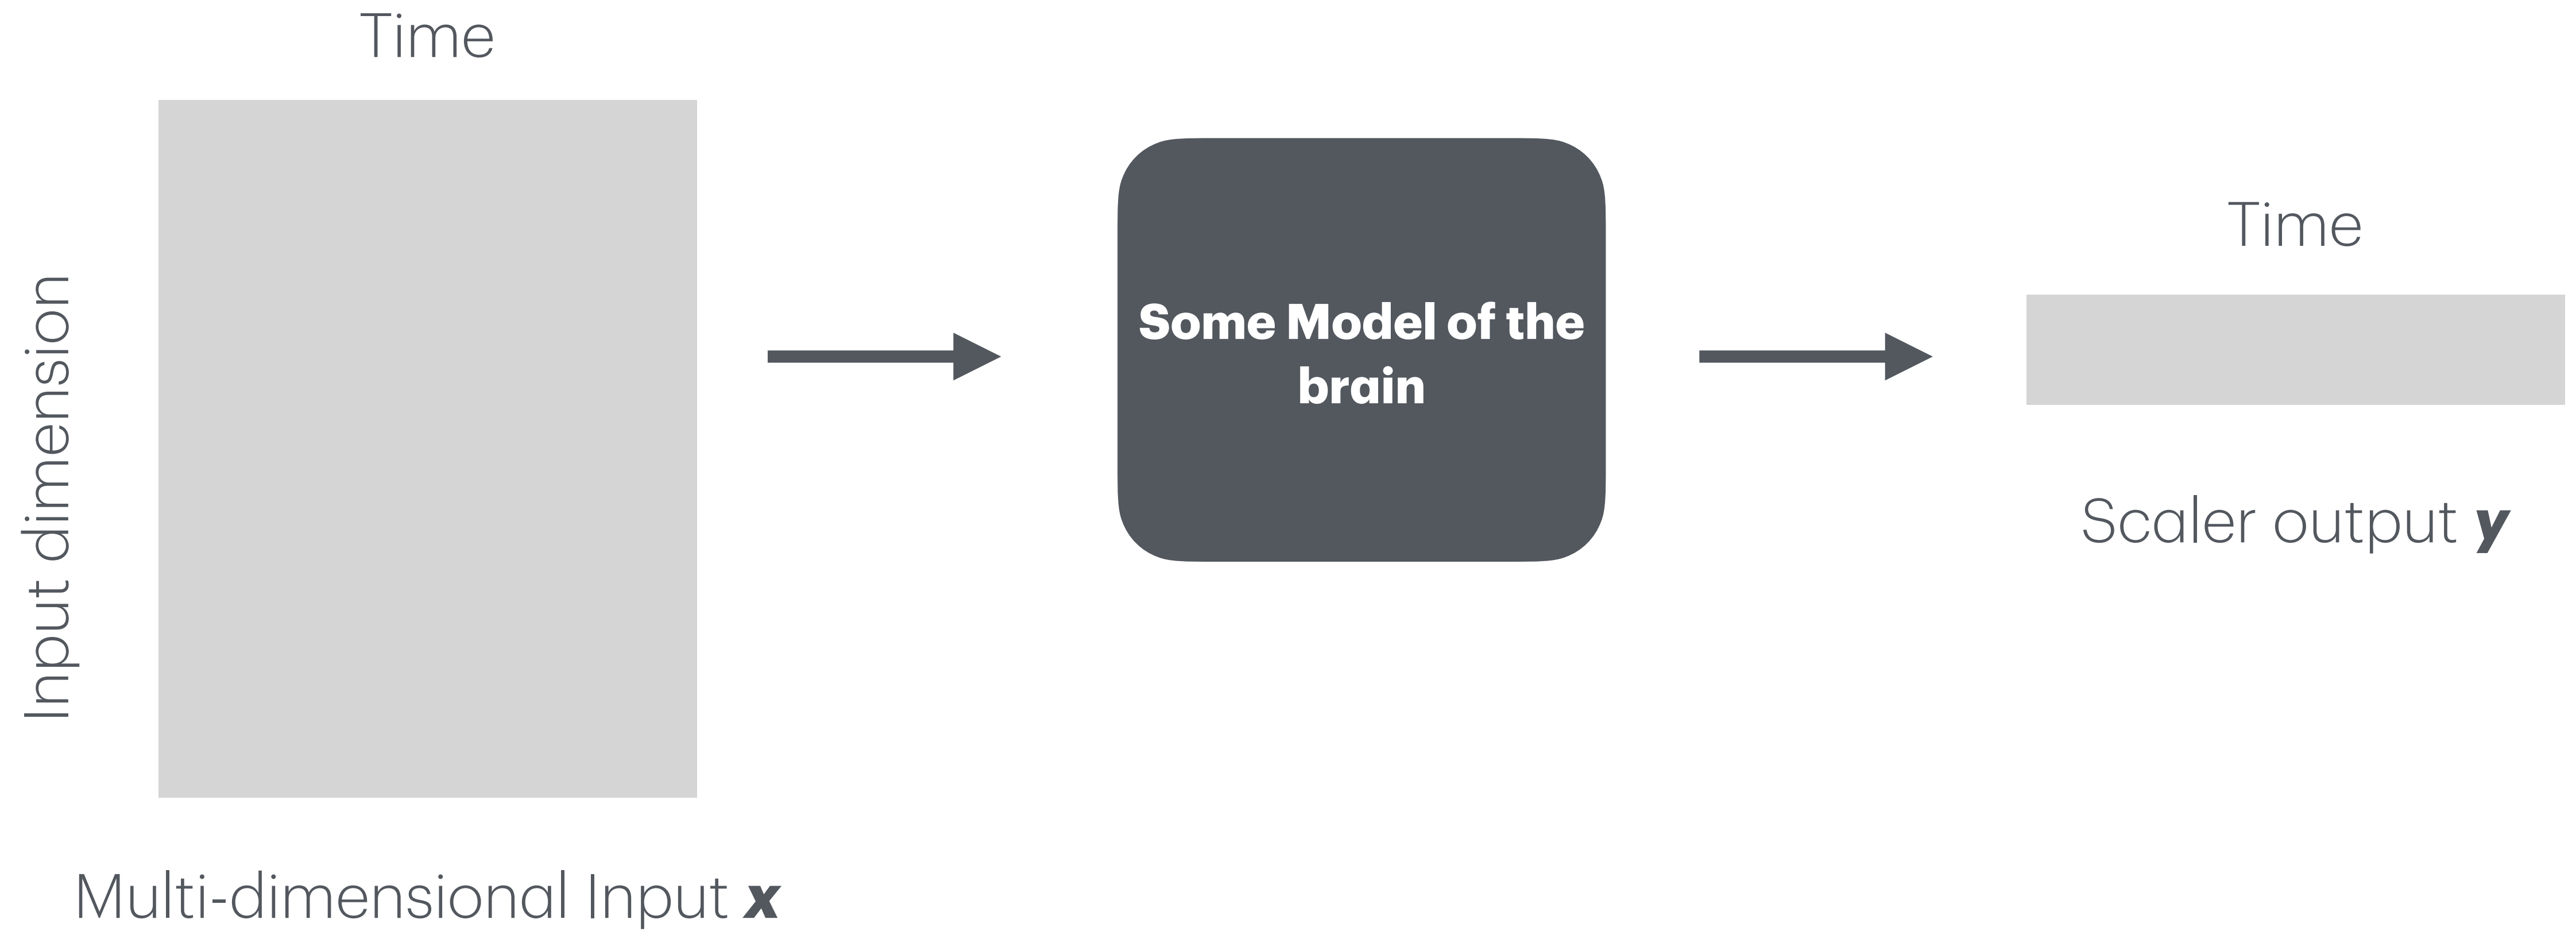 Time
Input dimension
Multi-dimensional Input x
Some Model of the
brain
Time
Scaler output y